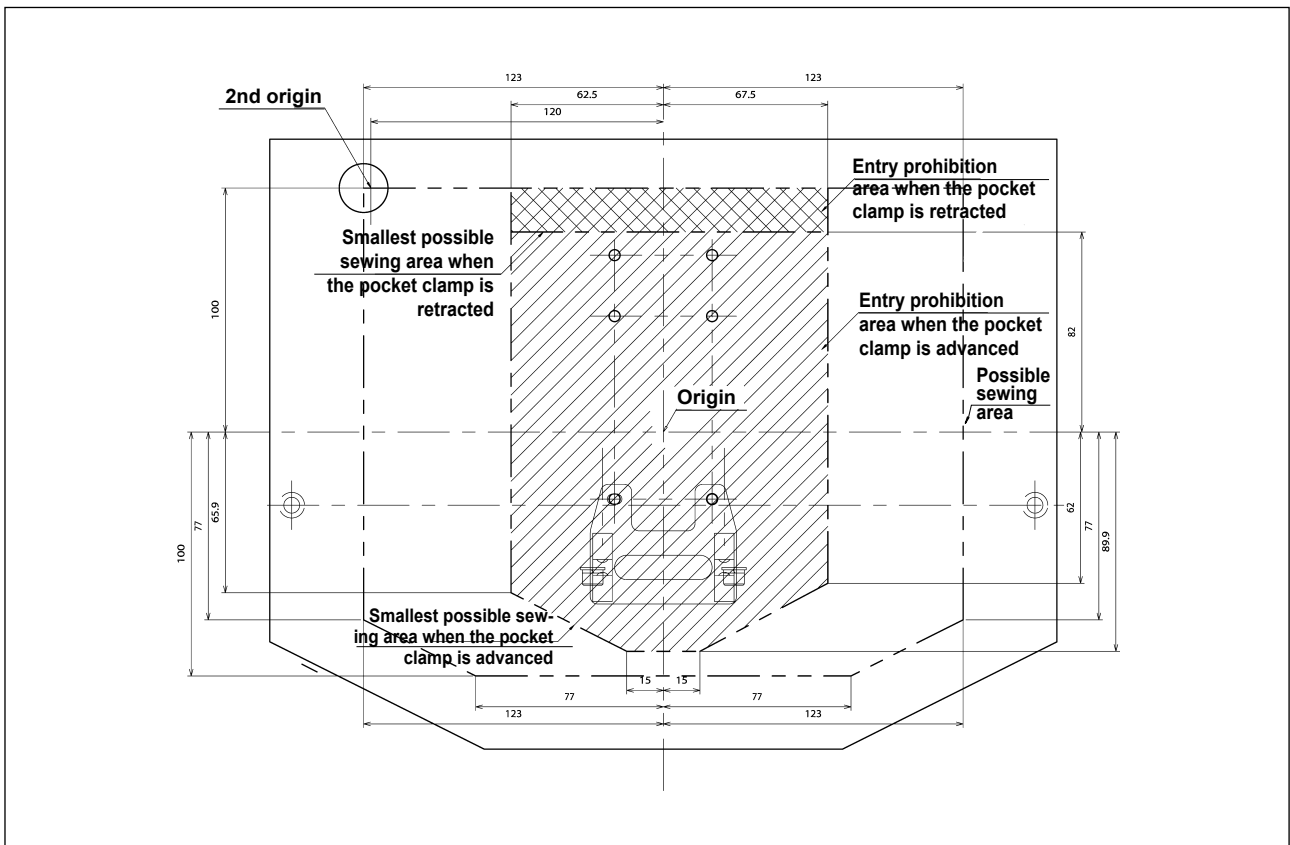 123
123
2nd origin
62.5
67.5
120
Entry prohibition
area when the pocket
clamp is retracted
Smallest possible
sewing area when
the pocket clamp is
retracted
100
Entry prohibition
area when the pocket
clamp is advanced
82
Possible
sewing
area
Origin
65.9
77
100
62
77
89.9
Smallest possible sew-
ing area when the pocket
clamp is advanced
15
15
77
77
123
123